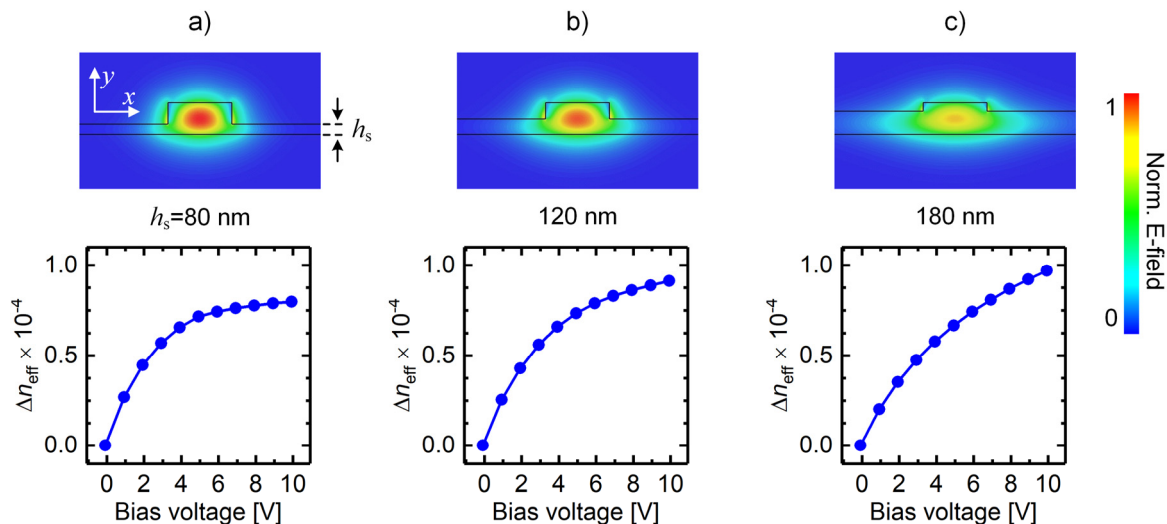 a)
b)
c)
y
x
hs
hs=80 nm
120 nm
180 nm
1
0
Norm. E-field
1.0
0.5
0.0
Δneff × 10-4
0 2 4 6 8 10
Bias voltage [V]
1.0
0.5
0.0
Δneff × 10-4
0 2 4 6 8 10
Bias voltage [V]
1.0
0.5
0.0
Δneff × 10-4
0 2 4 6 8 10
Bias voltage [V]